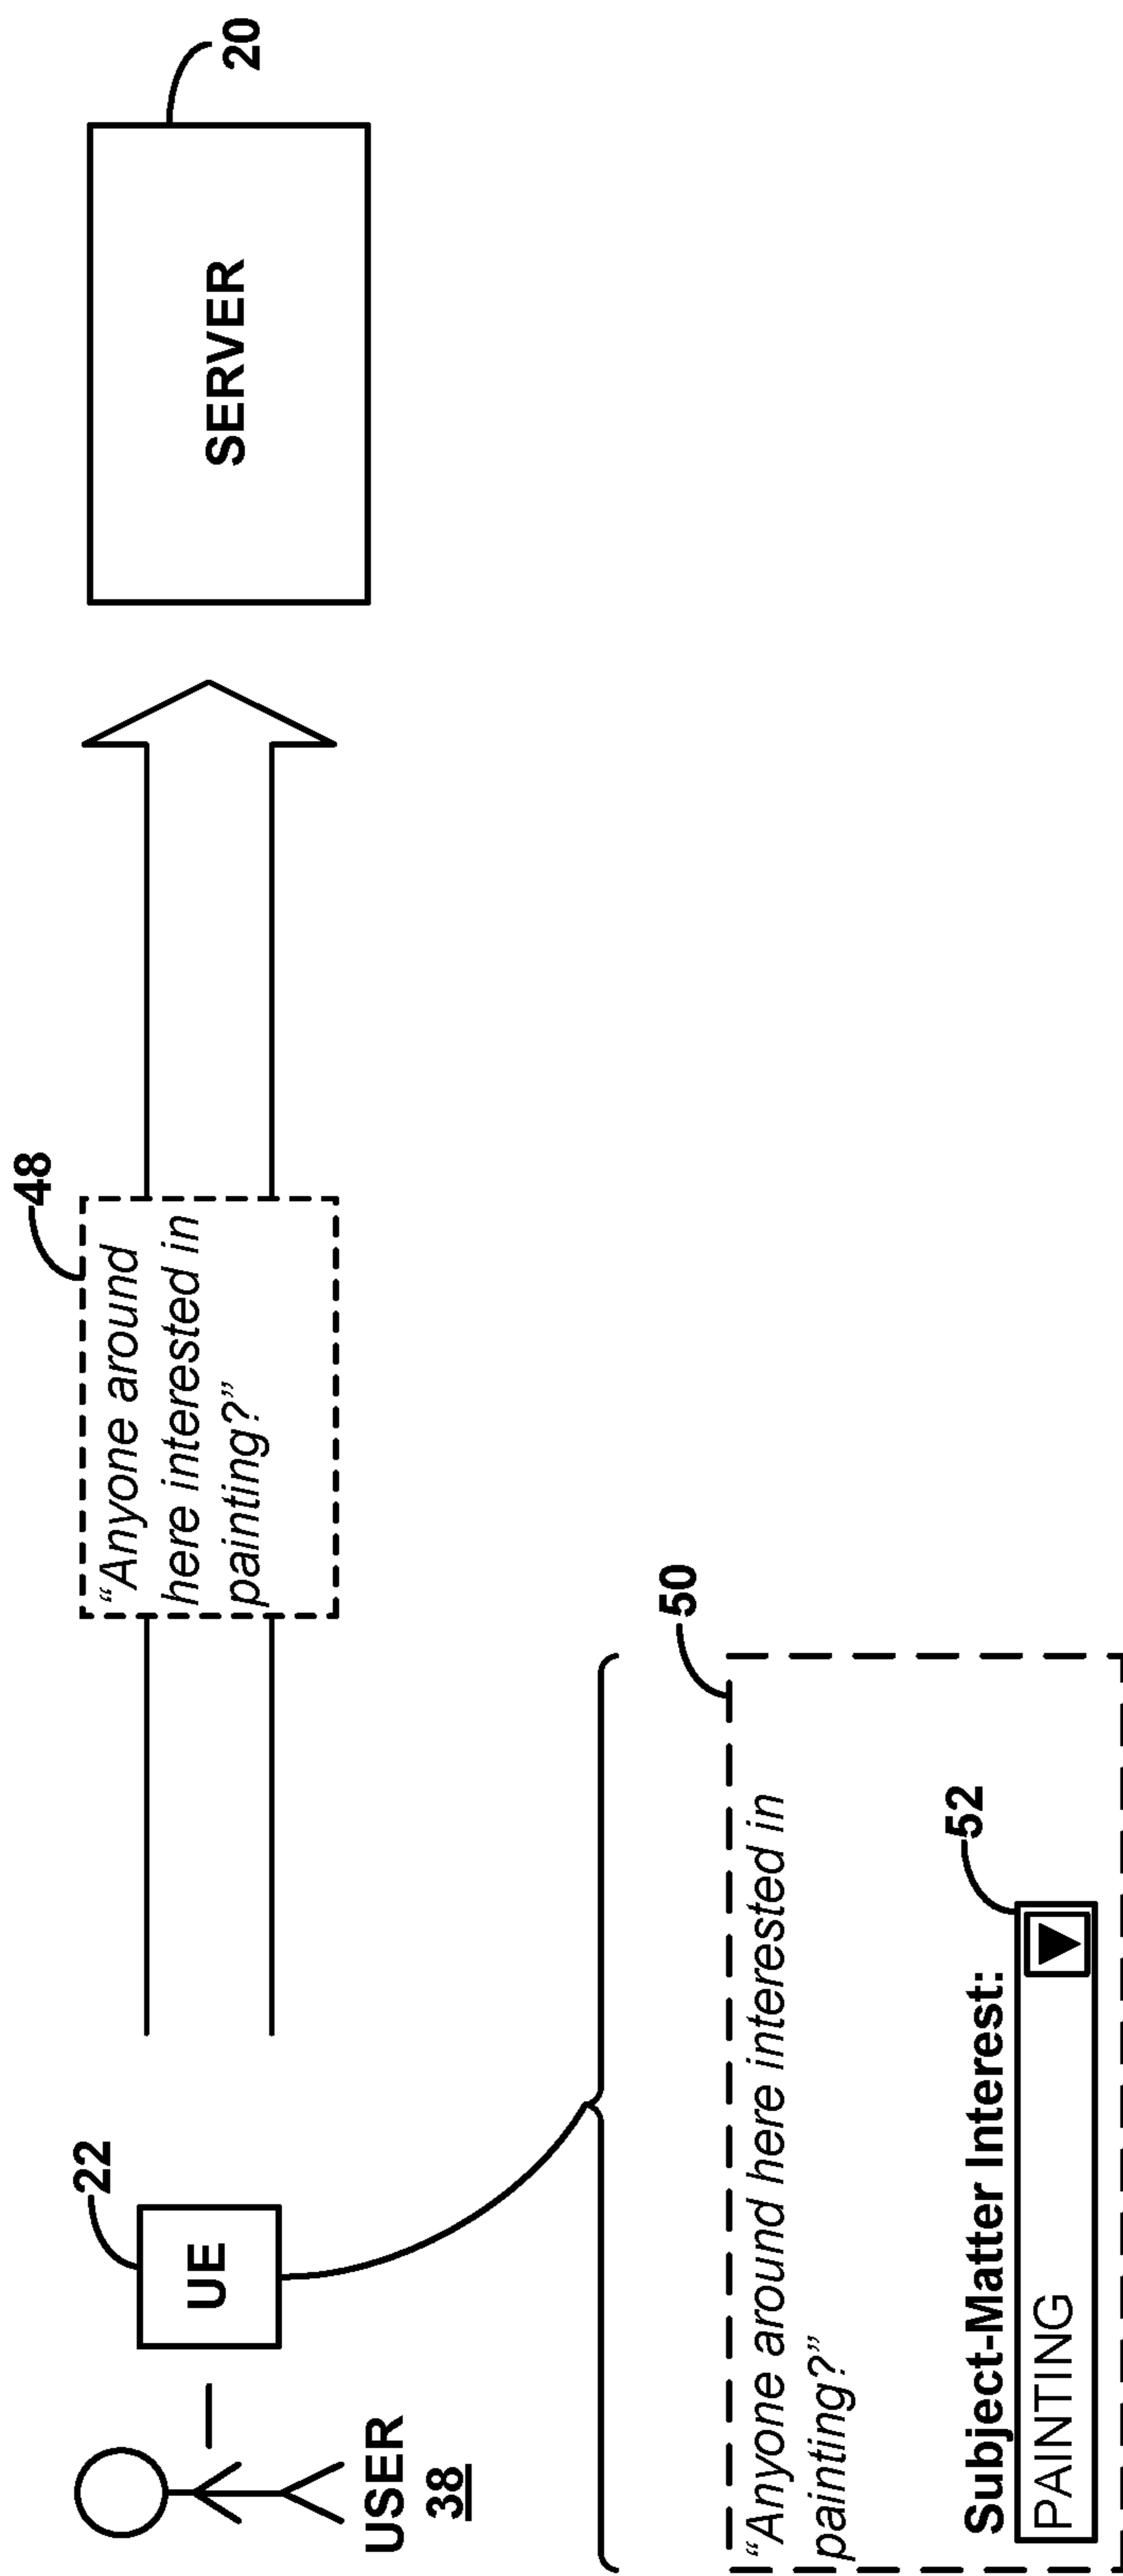 USER
38
UE
22
48
“Anyone around
here interested in
painting?”
SERVER
20
50
“Anyone around here interested in
painting?”
Subject-Matter Interest:
52
PAINTING